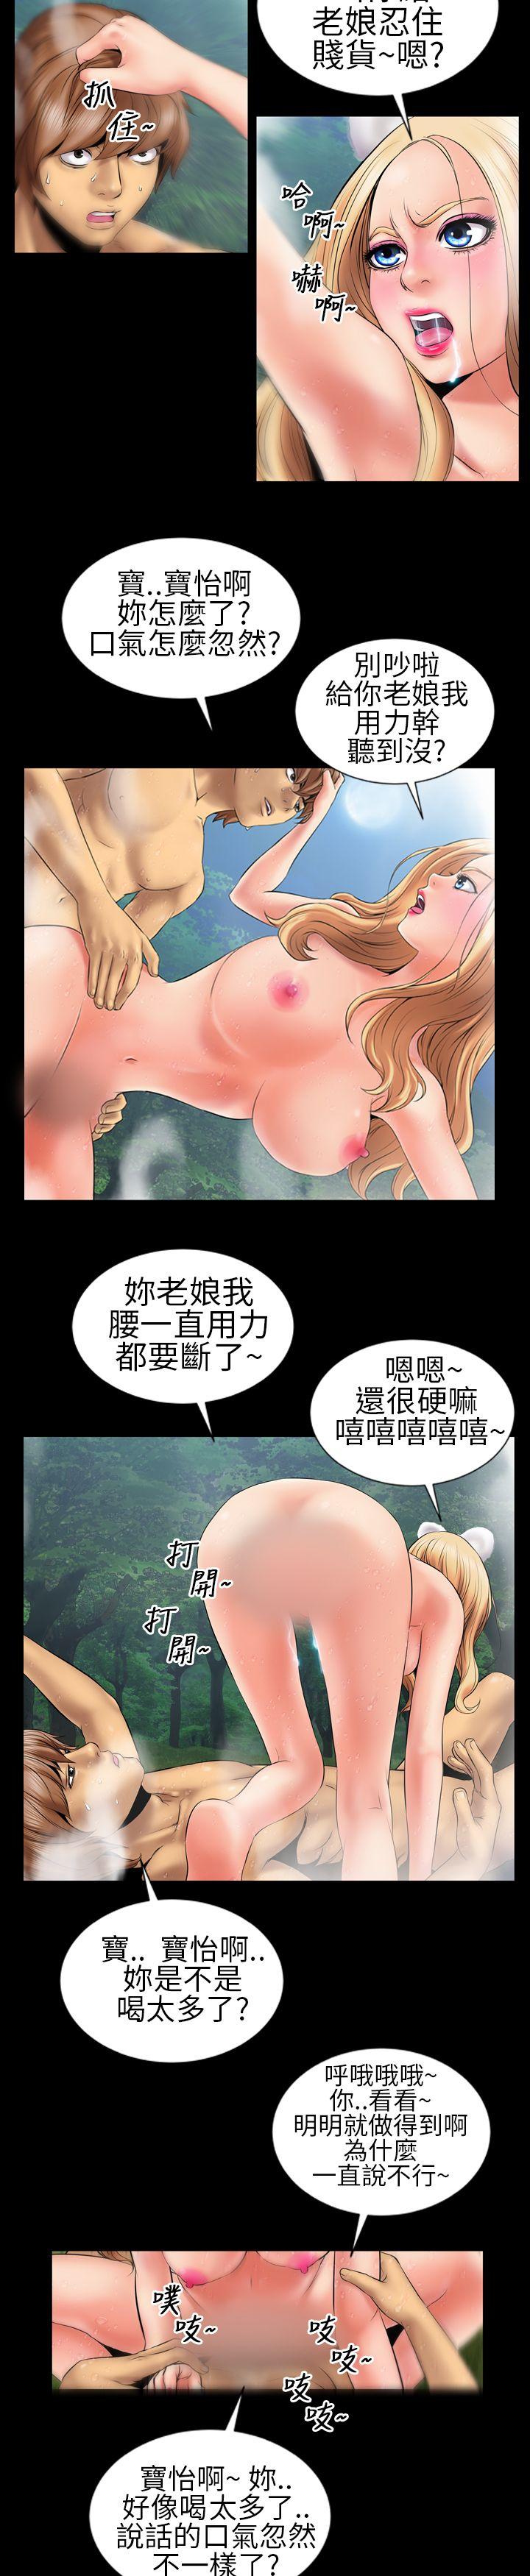 老娘忍住
賤貨~嗯?
抓
住~
哈
啊~
嚇
啊~
寶..寶怡啊
妳怎麼了?
口氣怎麼忽然?
別吵啦
給你老娘我
用力幹
聽到沒?
妳老娘我
腰一直用力
都要斷了~
嗯嗯~
還很硬嘛
嘻嘻嘻嘻嘻~
打
開~
打
開~
寶.. 寶怡啊..
妳是不是
喝太多了?
呼哦哦哦~
你..看看~
明明就做得到啊
為什麼
一直說不行~
噗
吱~
吱
吱~
吱
吱~
寶怡啊~ 妳..
好像喝太多了..
說話的口氣忽然
不一樣了?